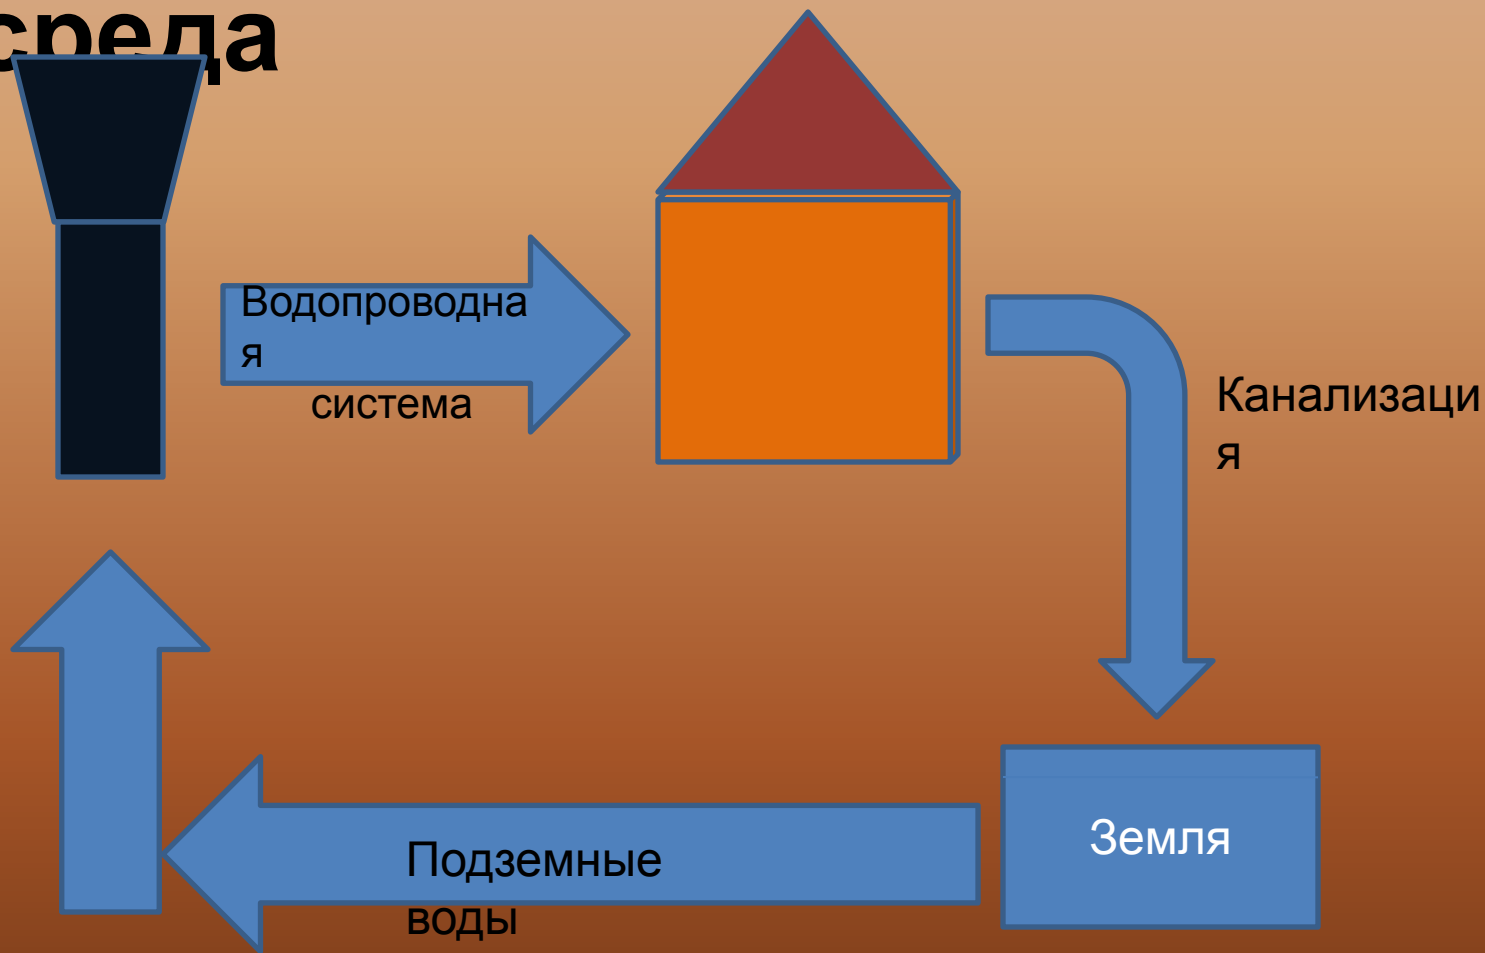 среда
Водопроводна
я
система
Канализаци
я
Земля
Подземные
воды